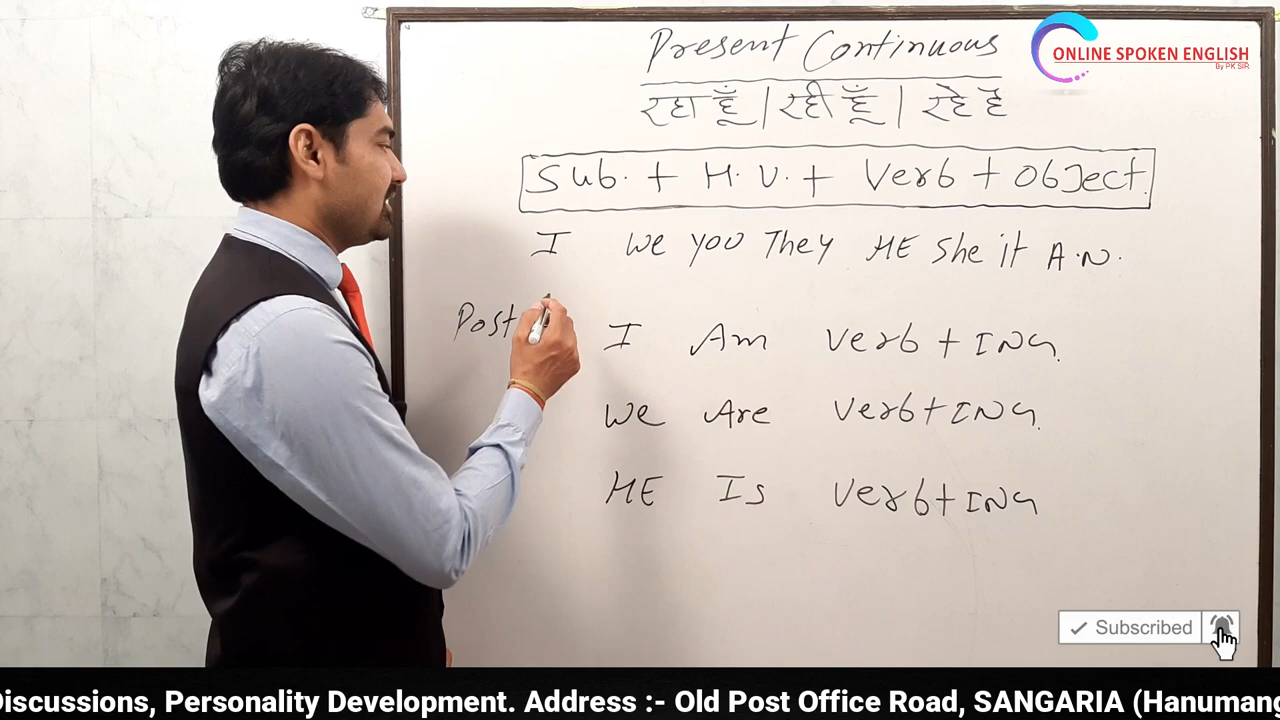 Present Continuous
ONLINE SPOKEN ENGLISH
By PK SIR
रहा हूँ | रही हूँ | रहे है
Sub. + H.V. + Verb + Object.
I We you They HE She it A.N.
Post
I Am Verb + ING.
We Are Verb+ING.
HE Is Verb+ING
Subscribed
Discussions, Personality Development. Address :- Old Post Office Road, SANGARIA (Hanumang